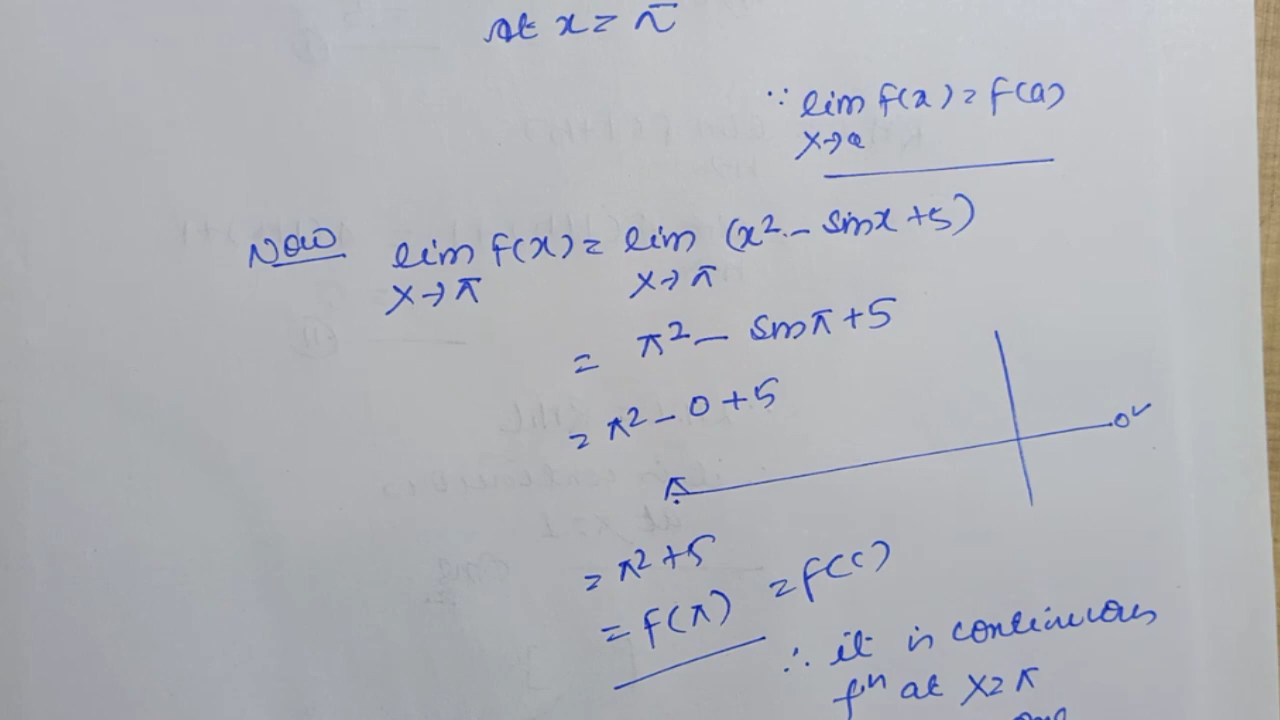 at x = π
∵ lim f(x) = f(a)
x→a
Now lim f(x) = lim (x² - sinx + 5)
x→π x→π
= π² - sinπ + 5
= π² - 0 + 5
π 0
= π² + 5
= f(π) = f(c)
∴ it is continuous
fⁿ at x = π